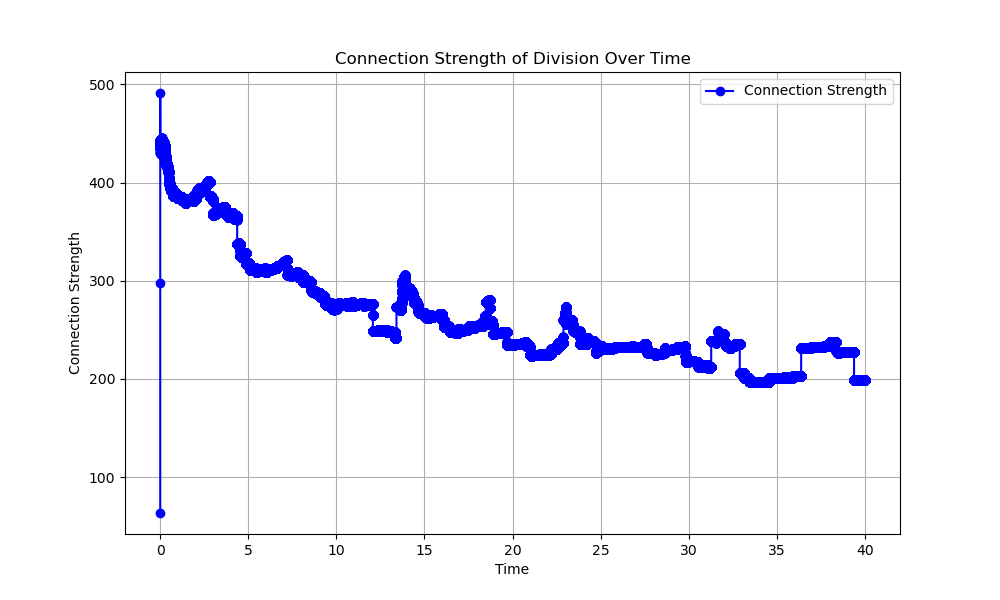 Connection Strength of Division Over Time
Connection Strength
500
400
300
200
100
Connection Strength
0 5 10 15 20 25 30 35 40
Time